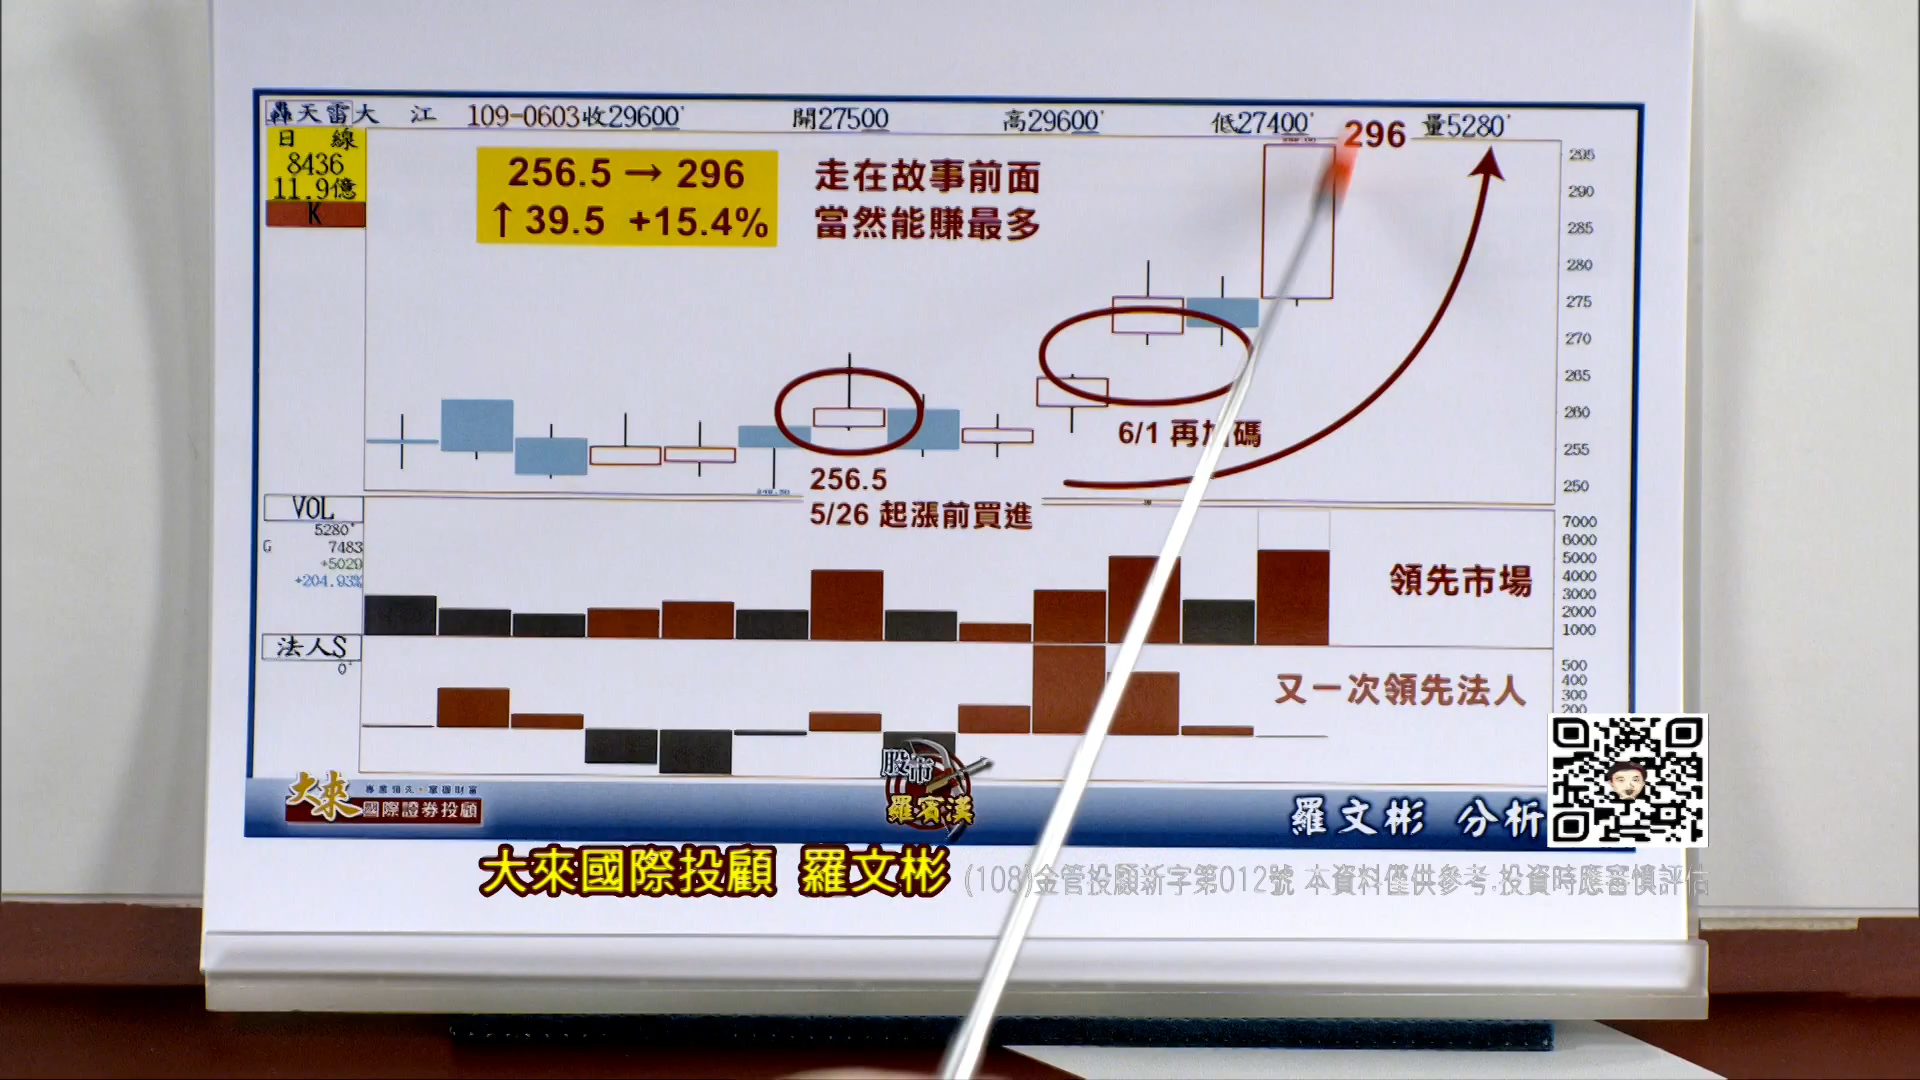 轟天雷大 江 109-0603收29600' 開27500 高29600' 低27400' 量5280'
日 線
8436
11.9億
K
256.5 → 296
↑ 39.5 +15.4%
走在故事前面
當然能賺最多
296
295
290
285
280
275
270
265
260
255
250
6/1 再加碼
256.5
5/26 起漲前買進
VOL
5280'
G 7483
+5029
+204.93%
7000
6000
5000
4000
3000
2000
1000
領先市場
法人S
0'
500
400
300
200
又一次領先法人
大來
國際證券投顧
股市
羅賓漢
羅文彬 分析
大來國際投顧 羅文彬
(108)金管投顧新字第012號 本資料僅供參考.投資時應審慎評估